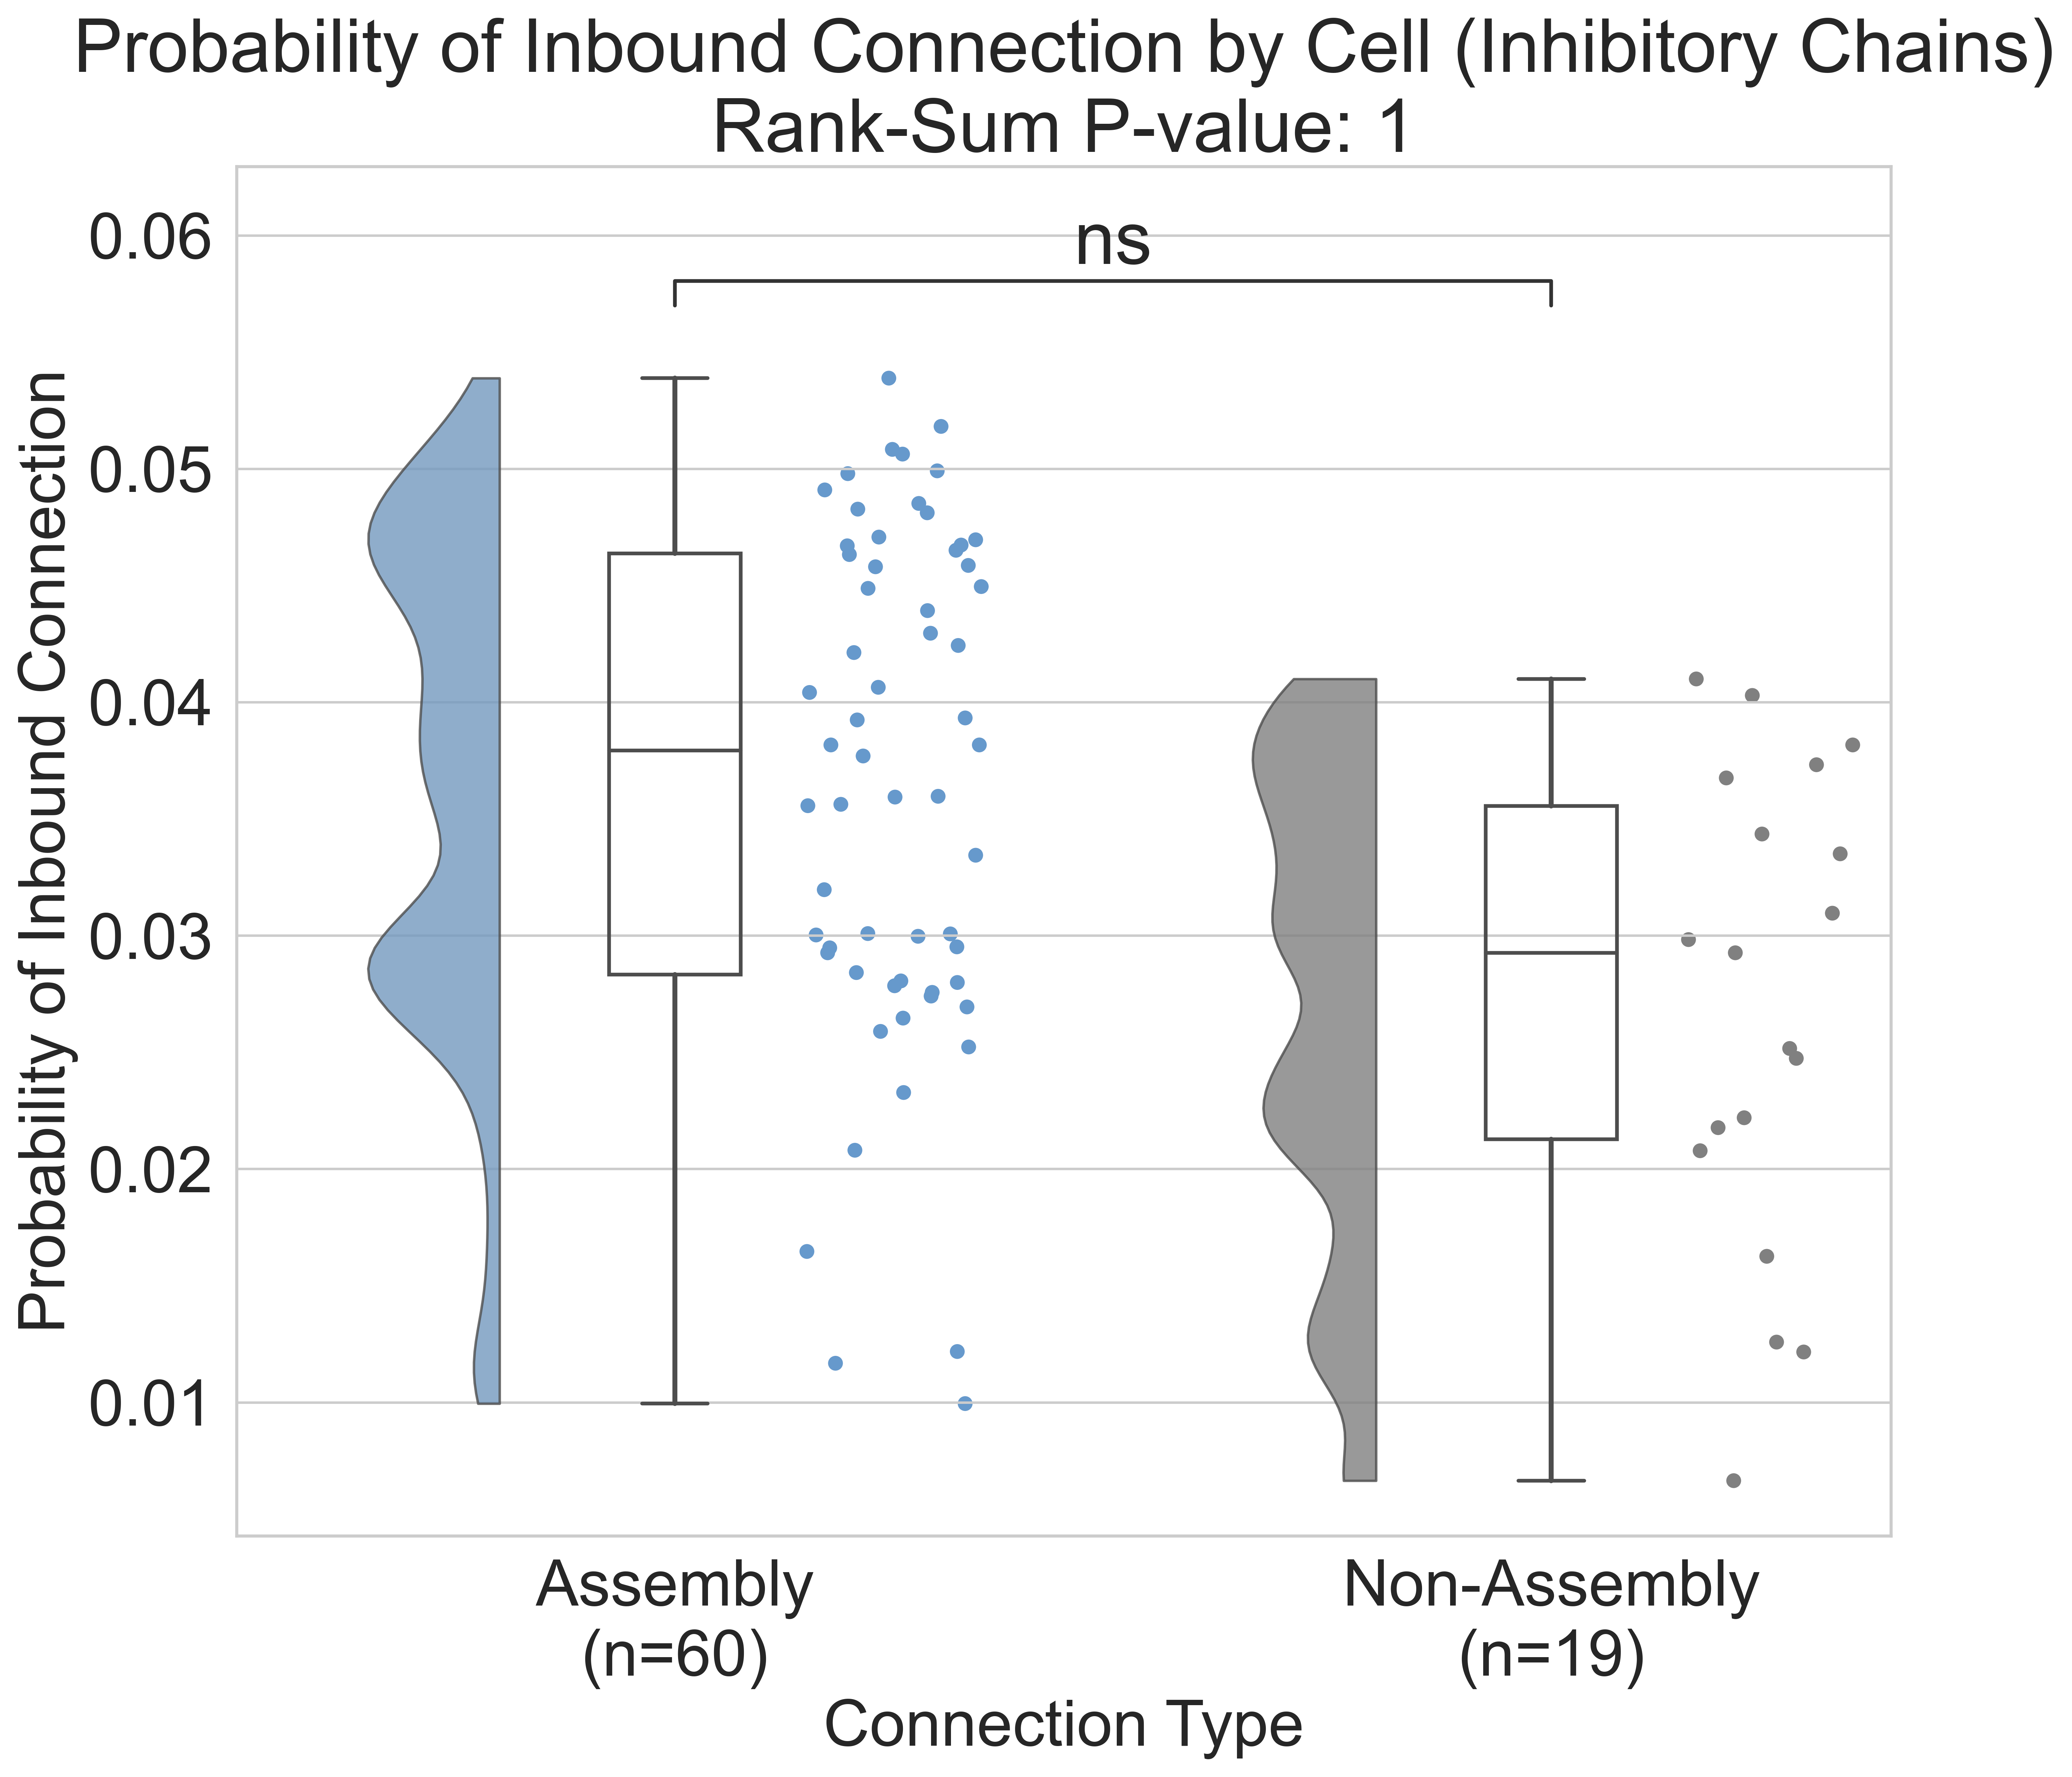 Probability of Inbound Connection by Cell (Inhibitory Chains)
Rank-Sum P-value: 1
ns
0.06
0.05
0.04
0.03
0.02
0.01
Probability of Inbound Connection
Assembly
(n=60)
Non-Assembly
(n=19)
Connection Type